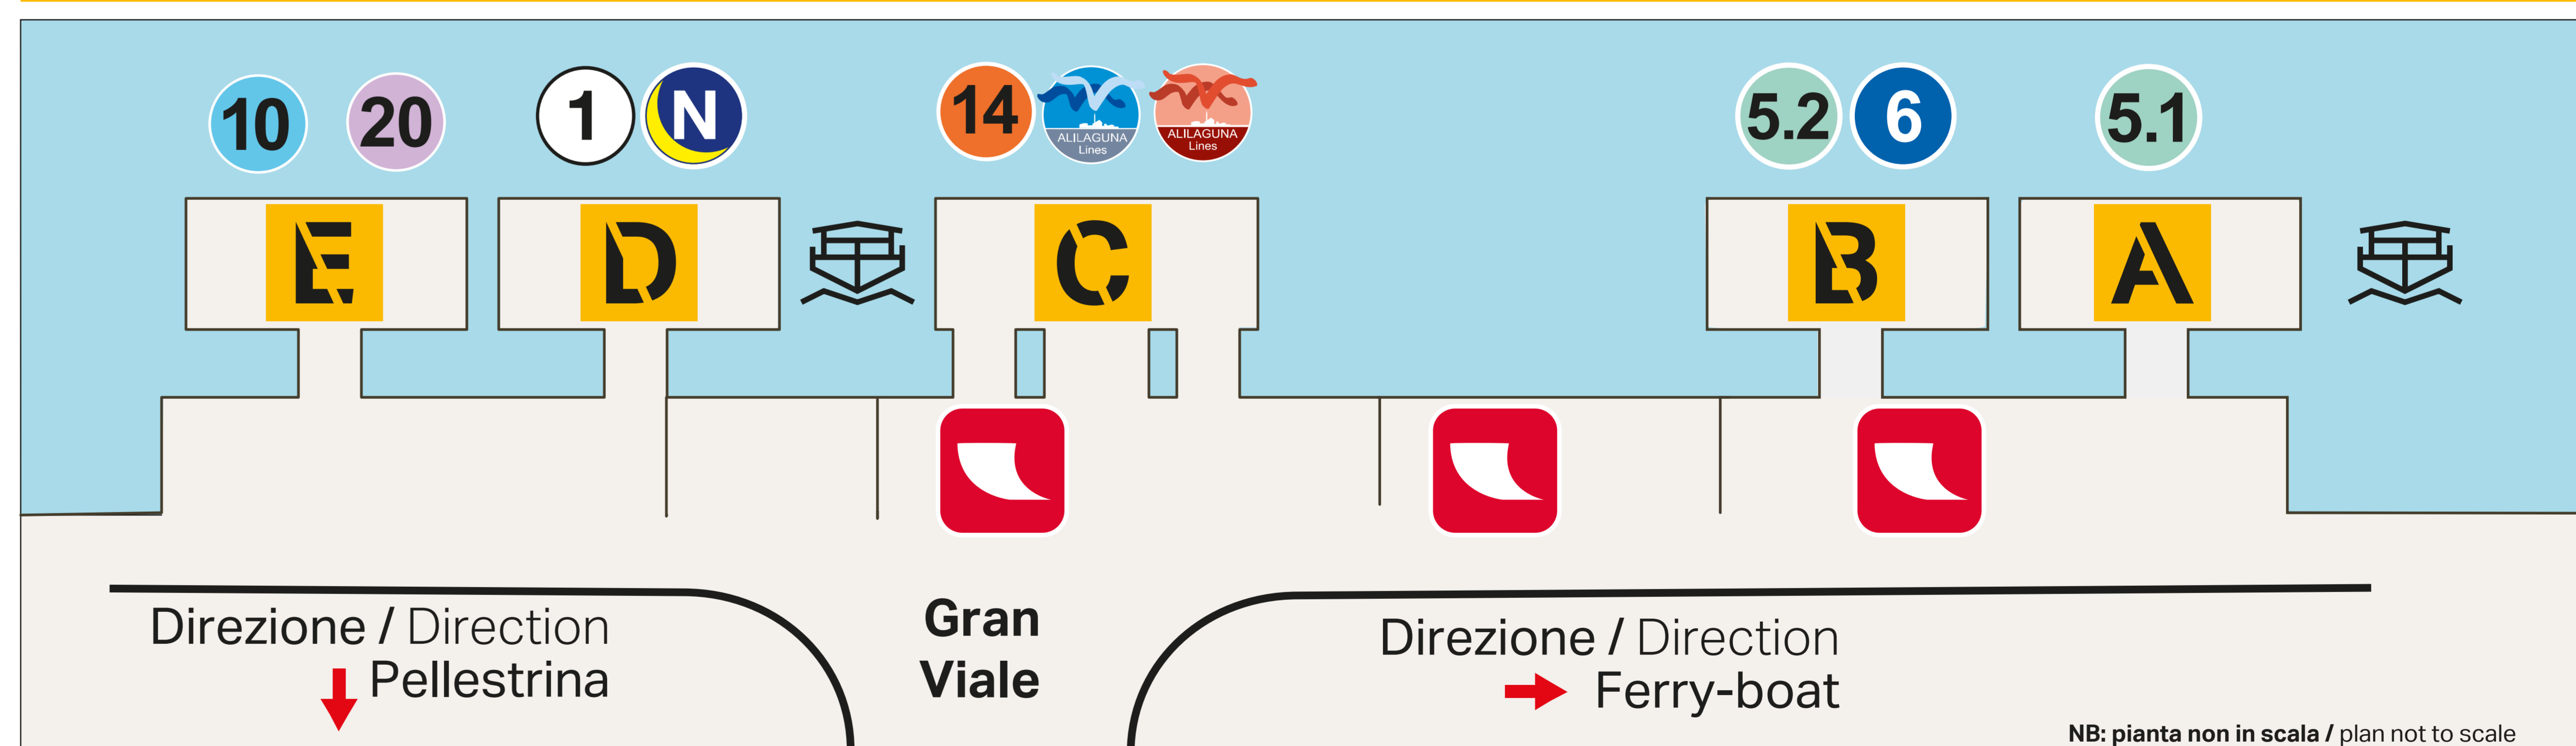 10 20 1 N 14 ALILAGUNA Lines ALILAGUNA Lines 5.2 6 5.1
E D C B A
Direzione / Direction
Pellestrina
Gran
Viale
Direzione / Direction
Ferry-boat
NB: pianta non in scala / plan not to scale